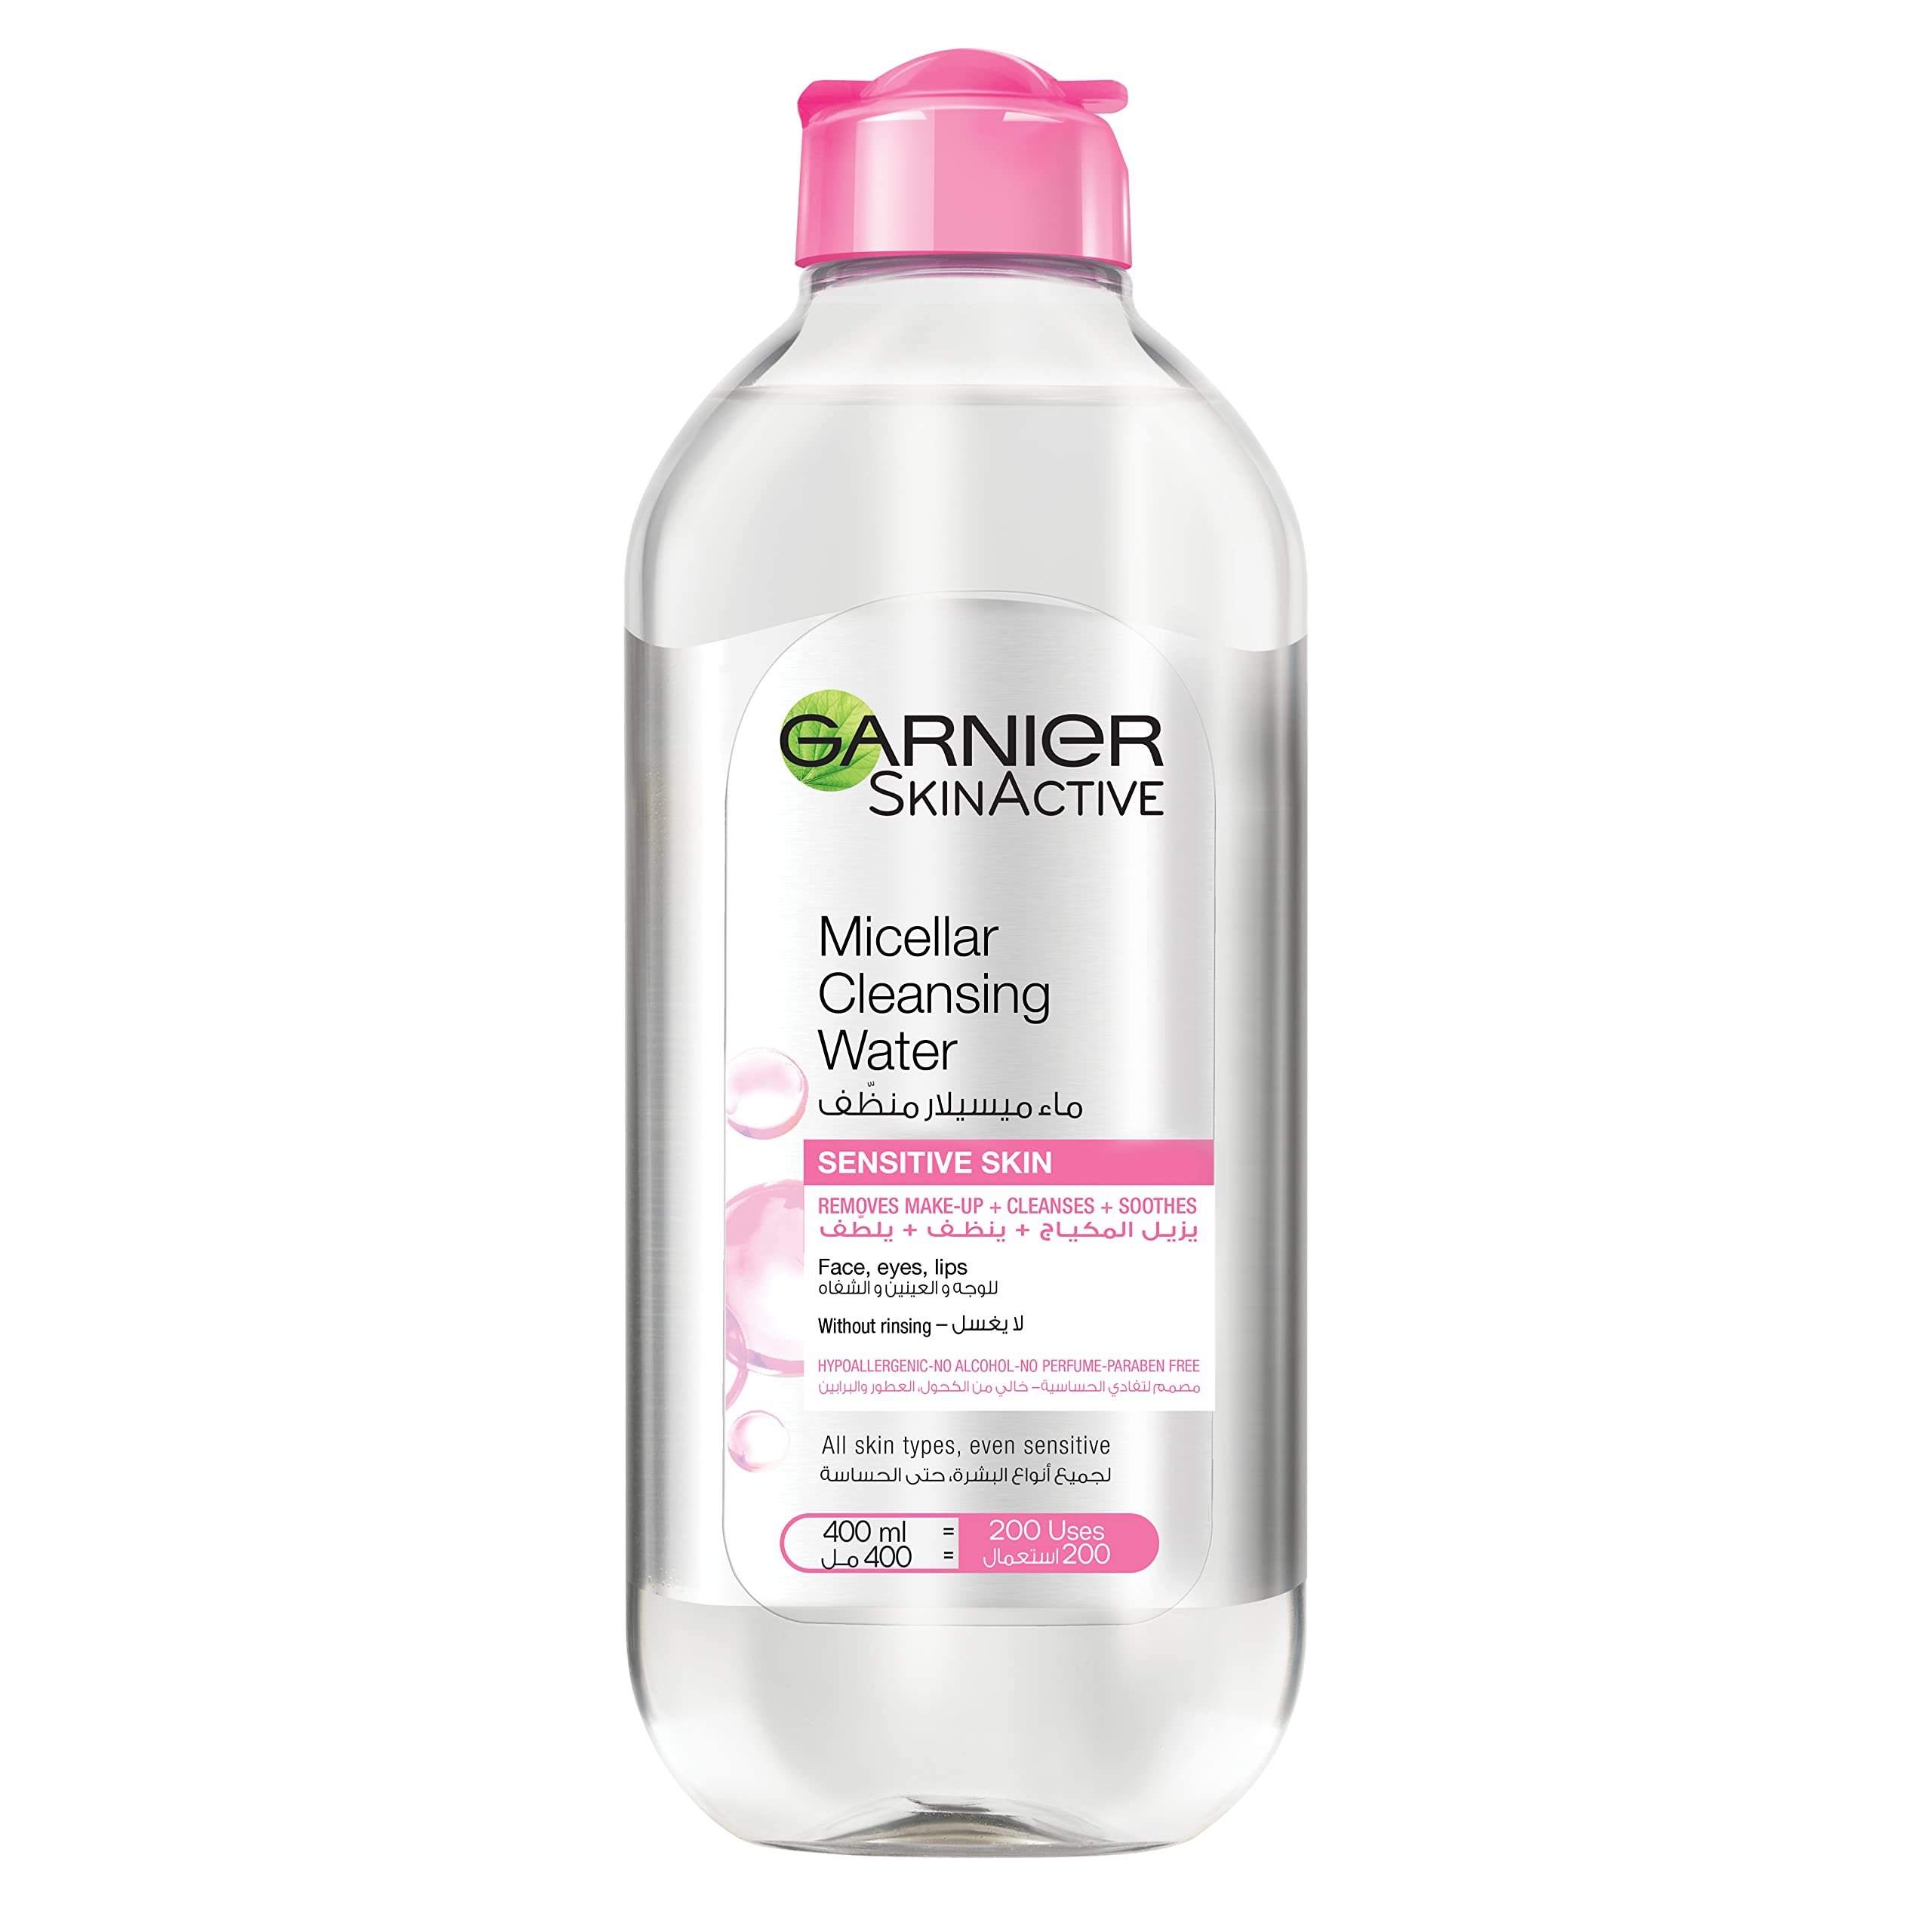 GARNIER
SKINACTIVE
Micellar
Cleansing
Water
ماء ميسيلار منظّف
SENSITIVE SKIN
REMOVES MAKE-UP + CLEANSES + SOOTHES
يزيل المكياج + ينظف + يلطّف
Face, eyes, lips
للوجه و العينين و الشفاه
Without rinsing – لا يغسل
HYPOALLERGENIC-NO ALCOHOL-NO PERFUME-PARABEN FREE
مصمم لتفادي الحساسية– خالي من الكحول، العطور والبرابين
All skin types, even sensitive
لجميع أنواع البشرة، حتى الحساسة
400 ml = 200 Uses
400 مل = 200 استعمال